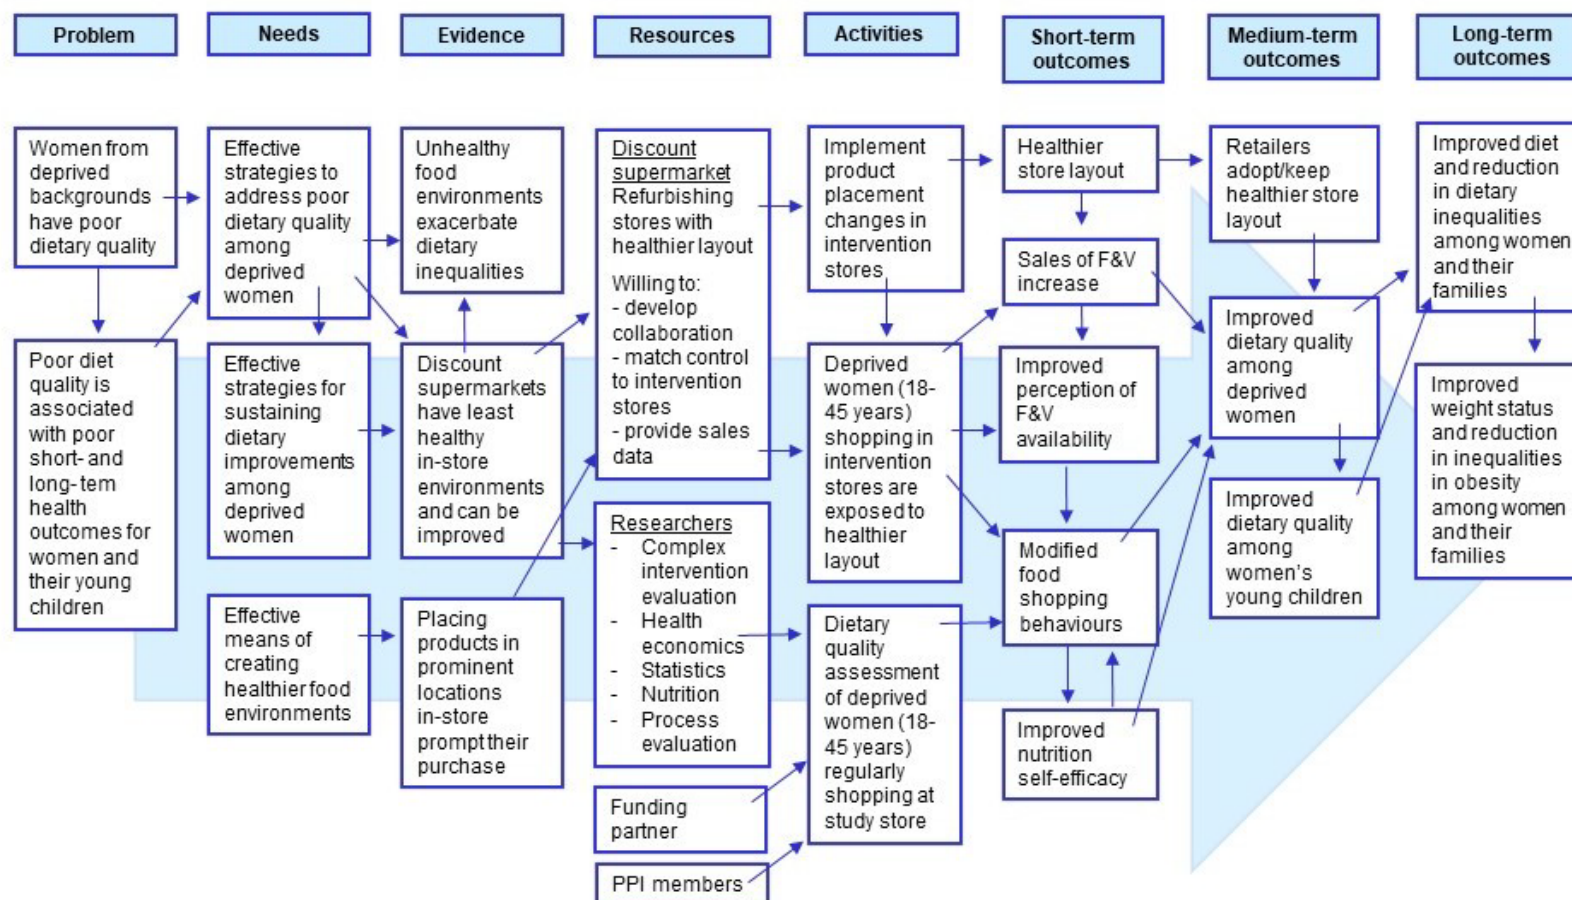 Problem
Needs
Evidence
Resources
Activities
Short-term
outcomes
Medium-term
outcomes
Long-term
outcomes
Women from
deprived
backgrounds
have poor
dietary quality
Poor diet
quality is
associated
with poor
short- and
long-tem
health
outcomes for
women and
their young
children
Effective
strategies to
address poor
dietary quality
among
deprived
women
Effective
strategies for
sustaining
dietary
improvements
among
deprived
women
Effective
means of
creating
healthier food
environments
Unhealthy
food
environments
exacerbate
dietary
inequalities
Discount
supermarkets
have least
healthy
in-store
environments
and can be
improved
Placing
products in
prominent
locations
in-store
prompt their
purchase
Discount
supermarket
Refurbishing
stores with
healthier layout
Willing to:
- develop
collaboration
- match control
to intervention
stores
- provide sales
data
Researchers
- Complex
intervention
evaluation
- Health
economics
- Statistics
- Nutrition
- Process
evaluation
Funding
partner
PPI members
Implement
product
placement
changes in
intervention
stores
Deprived
women (18-
45 years)
shopping in
intervention
stores are
exposed to
healthier
layout
Dietary
quality
assessment
of deprived
women (18-
45 years)
regularly
shopping at
study store
Healthier
store layout
Sales of F&V
increase
Improved
perception of
F&V
availability
Modified
food
shopping
behaviours
Improved
nutrition
self-efficacy
Retailers
adopt/keep
healthier store
layout
Improved
dietary quality
among
deprived
women
Improved
dietary quality
among
women's
young children
Improved diet
and reduction
in dietary
inequalities
among women
and their
families
Improved
weight status
and reduction
in inequalities
in obesity
among women
and their
families